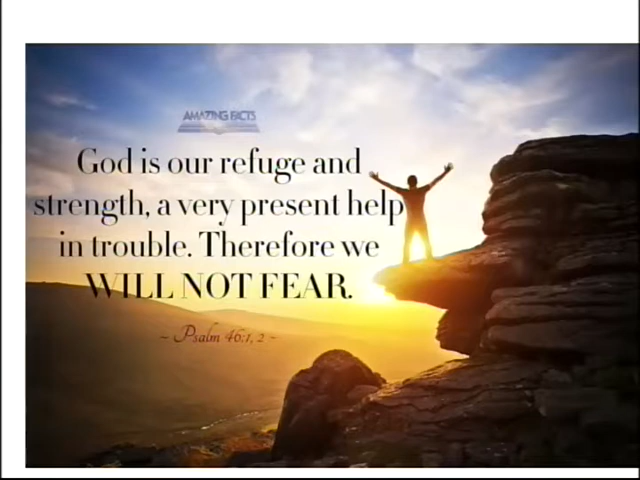 AMAZING FACTS
God is our refuge and
strength, a very present help
in trouble. Therefore we
WILL NOT FEAR.
~ Psalm 46:1, 2 ~